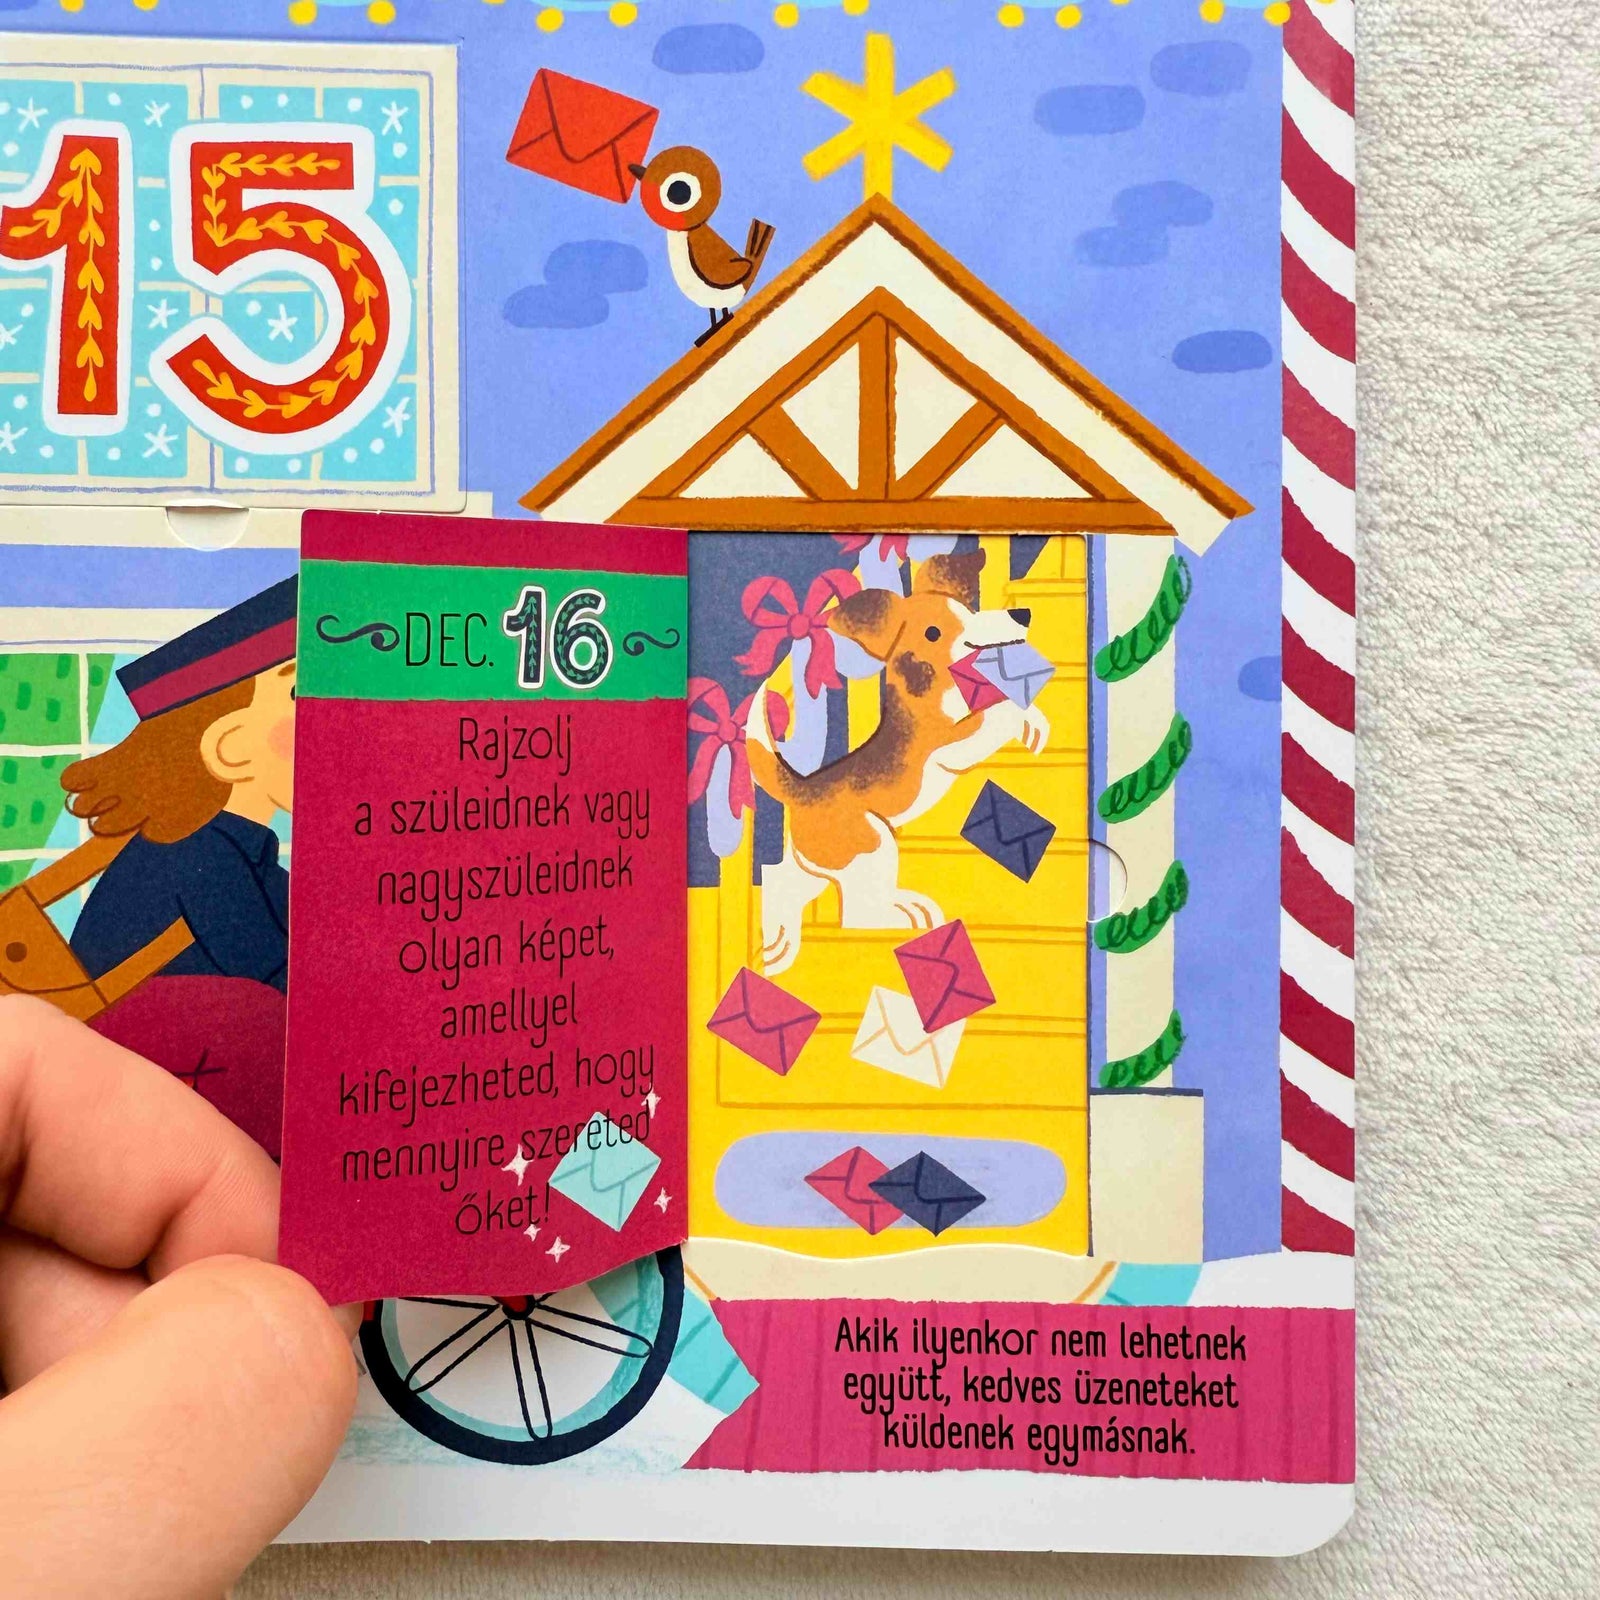 15
DEC. 16
Rajzolj
a szüleidnek vagy
nagyszüleidnek
olyan képet,
amellyel
kifejezheted, hogy
mennyire szereted
őket!
Akik ilyenkor nem lehetnek
együtt, kedves üzeneteket
küldenek egymásnak.